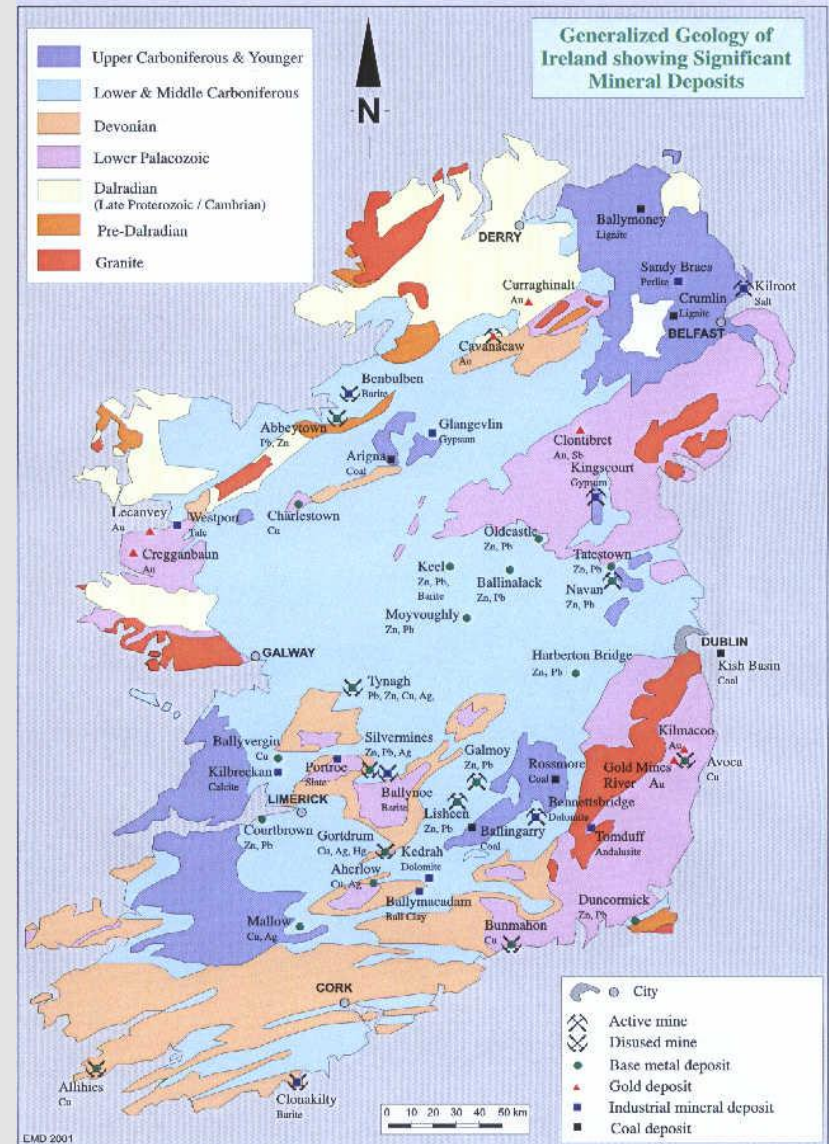 Generalized Geology of
Ireland showing Significant
Mineral Deposits
Upper Carboniferous & Younger
Lower & Middle Carboniferous
Devonian
Lower Palacozoic
Dalradian
(Late Proterozoic / Cambrian)
Pre-Dalradian
Granite
N
Ballymoney
Lignite
DERRY
Sandy Braes
Perlite
Kilroot
Salt
Curraghinalt
Au
Crumlin
Lignite
BELFAST
Cavanacaw
Au
Benbulben
Barite
Abbeytown
Pb, Zn
Glangevlin
Gypsum
Clontibret
Au, Sb
Arigna
Coal
Kingscourt
Gypsum
Lecanvey
Au
Westport
Talc
Charlestown
Cu
Cregganbaun
Au
Oldcastle
Zn, Pb
Tatestown
Zn, Pb
Keel
Zn, Pb,
Barite
Ballinalack
Zn, Pb
Navan
Zn, Pb
Moyvoughly
Zn, Pb
DUBLIN
GALWAY
Harberton Bridge
Zn, Pb
Kish Basin
Coal
Tynagh
Pb, Zn, Cu, Ag,
Kilmacoo
Au
Ballyvergin
Cu
Silvermines
Zn, Pb, Ag
Galmoy
Zn, Pb
Rossmore
Coal
Gold Mines
River
Au
Avoca
Cu
Kilbreckan
Calcite
Portroe
Slate
Ballynoe
Barite
Bennettsbridge
Dolomite
LIMERICK
Lisheen
Zn, Pb
Ballingarry
Coal
Tomduff
Andalusite
Courtbrown
Zn, Pb
Gortdrum
Cu, Ag, Hg
Kedrah
Dolomite
Aherlow
Cu, Ag
Ballymacadam
Ball Clay
Duncormick
Zn, Pb
Mallow
Cu, Ag
Bunmahon
Cu
CORK
Allihies
Cu
Clonakilty
Barite
City
Active mine
Disused mine
Base metal deposit
Gold deposit
Industrial mineral deposit
Coal deposit
0 10 20 30 40 50 km
EMD 2001